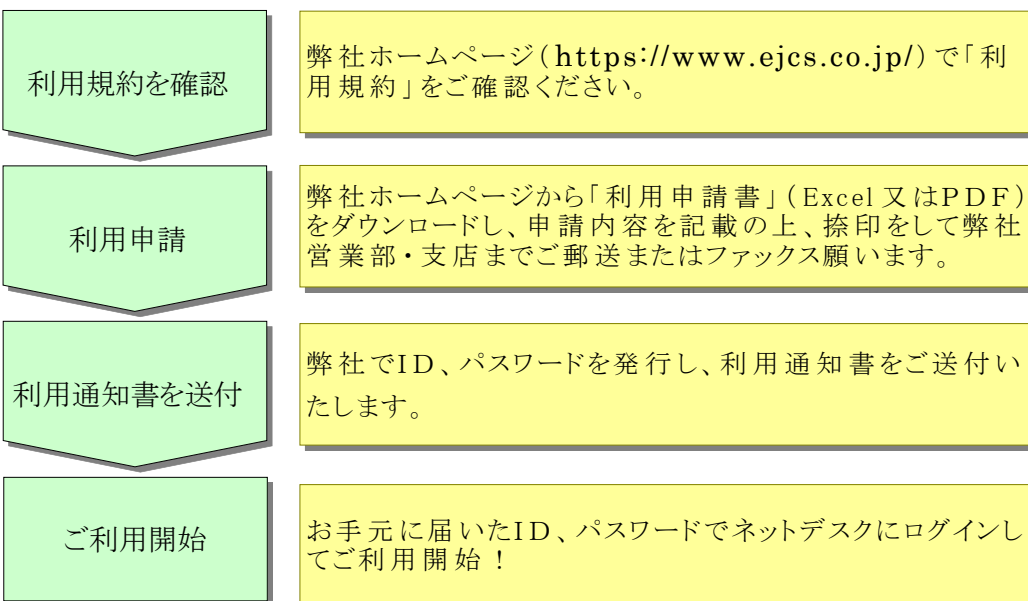 利用規約を確認
弊社ホームページ（https://www.ejcs.co.jp/）で「利
用規約」をご確認ください。
利用申請
弊社ホームページから「利用申請書」（Excel又はPDF）
をダウンロードし、申請内容を記載の上、捺印をして弊社
営業部・支店までご郵送またはファックス願います。
利用通知書を送付
弊社でID、パスワードを発行し、利用通知書をご送付い
たします。
ご利用開始
お手元に届いたID、パスワードでネットデスクにログインし
てご利用開始！